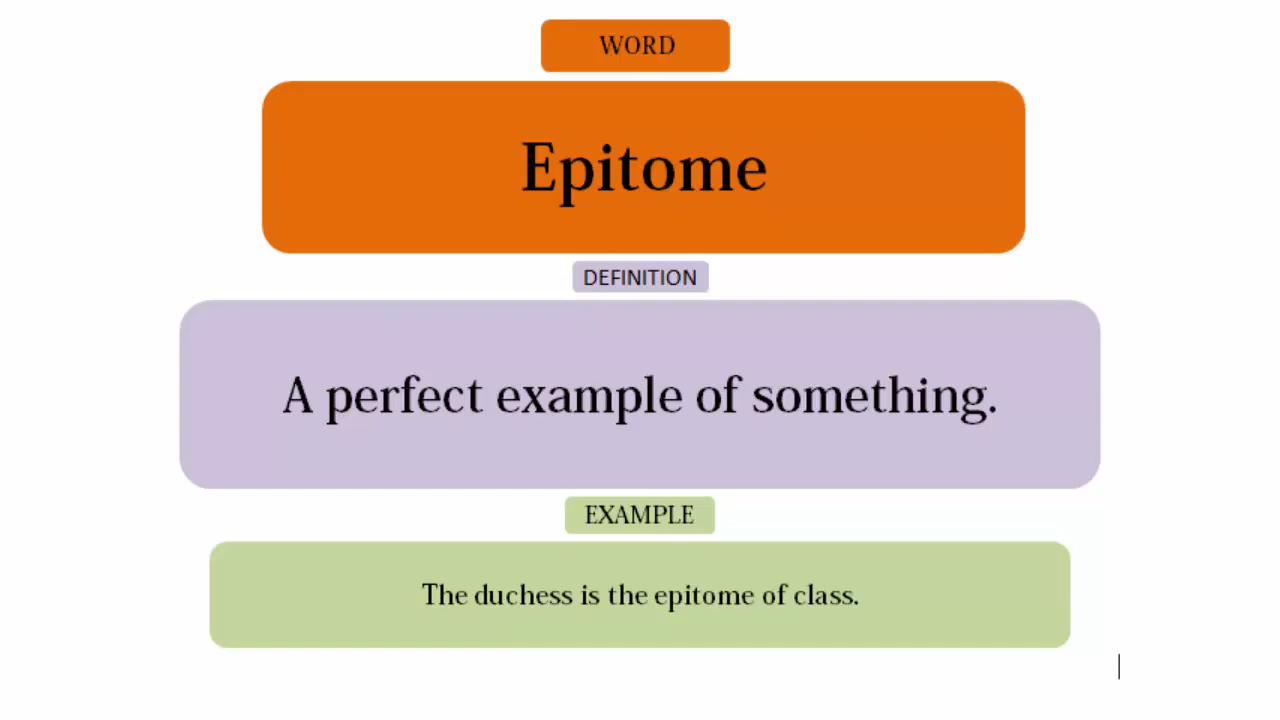 WORD
Epitome
DEFINITION
A perfect example of something.
EXAMPLE
The duchess is the epitome of class.